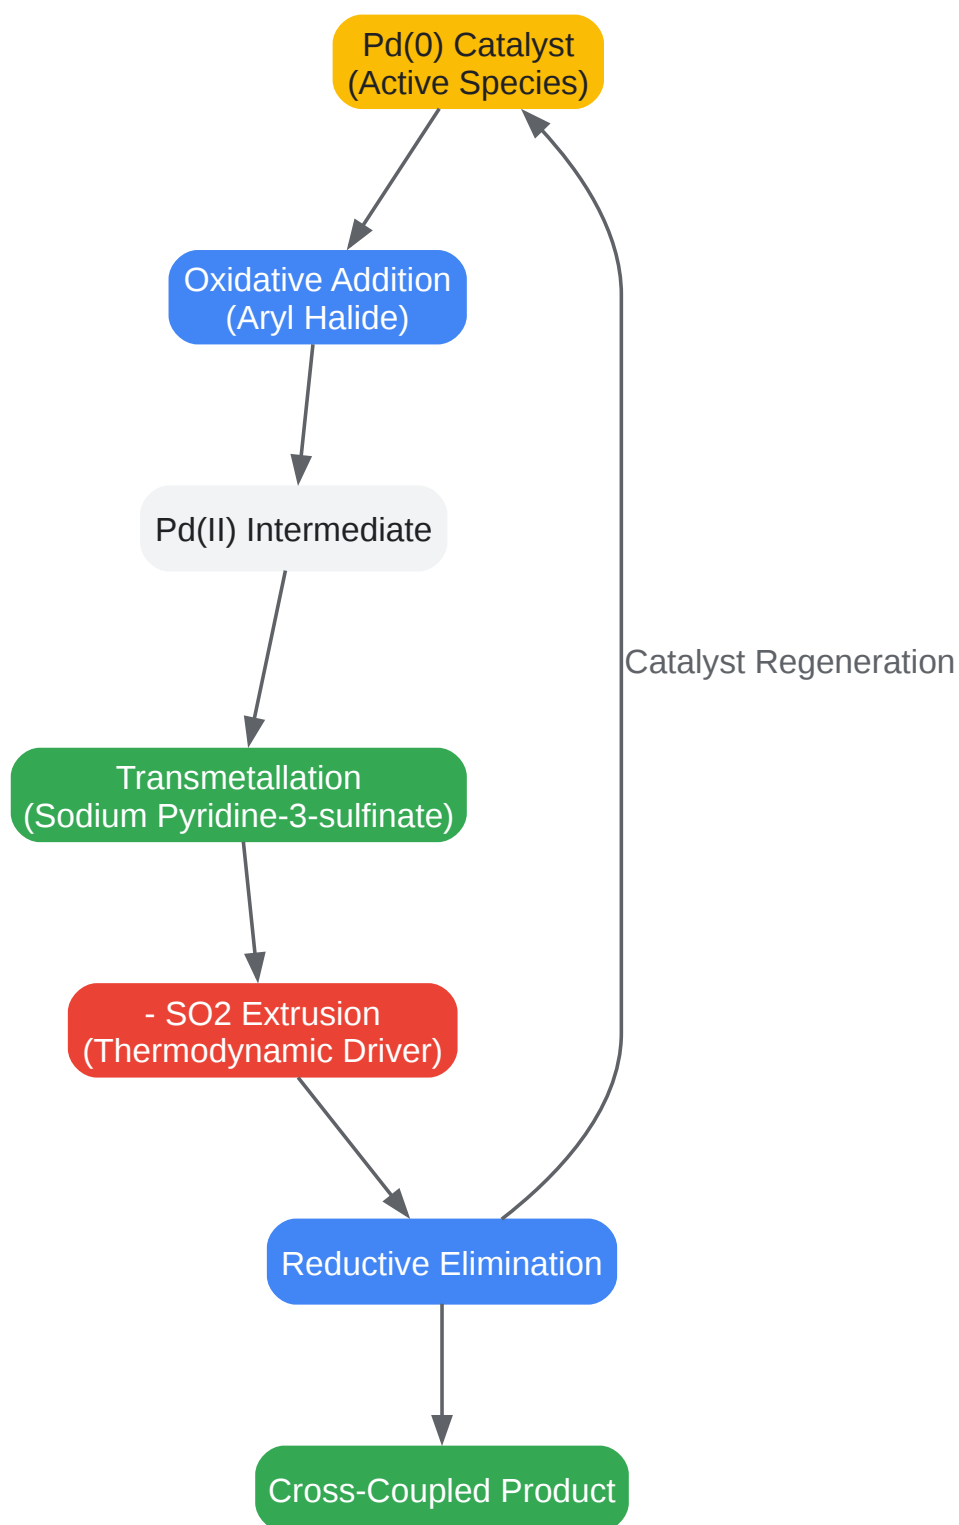 Pd(0) Catalyst
(Active Species)
Oxidative Addition
(Aryl Halide)
Pd(II) Intermediate
Catalyst Regeneration
Transmetallation
(Sodium Pyridine-3-sulfinate)
- SO2 Extrusion
(Thermodynamic Driver)
Reductive Elimination
Cross-Coupled Product